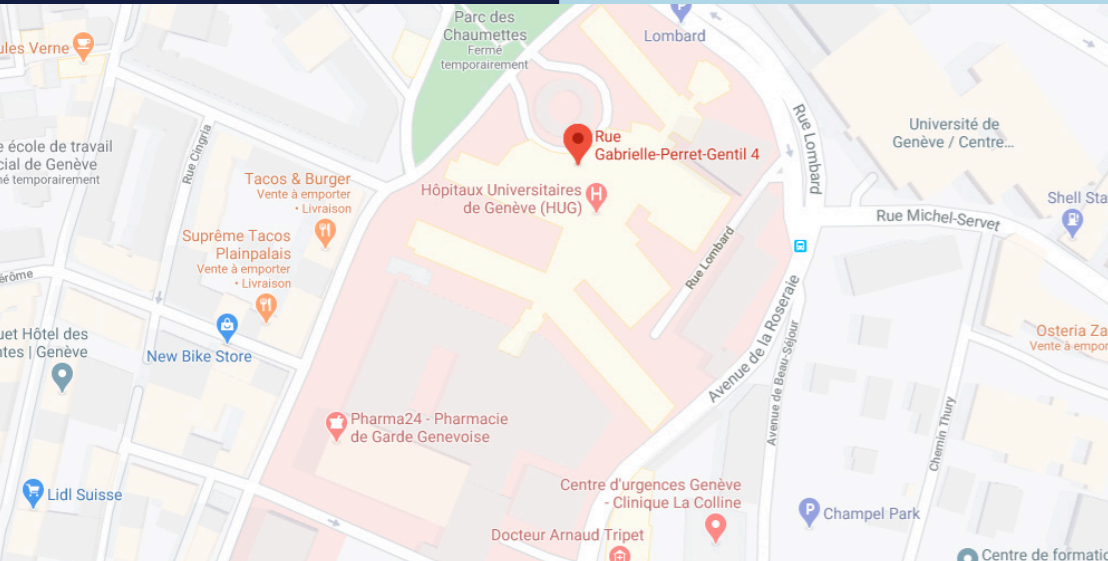 Parc des
Chaumettes
Fermé
temporairement
Lombard
ules Verne
Rue
Gabrielle-Perret-Gentil 4
Rue Lombard
Université de
Genève / Centre...
e école de travail
cial de Genève
né temporairement
Rue Cingria
Tacos & Burger
Vente à emporter
• Livraison
Hôpitaux Universitaires
de Genève (HUG)
H
Shell Sta
Rue Michel-Servet
Suprême Tacos
Plainpalais
Vente à emporter
• Livraison
Rue Lombard
érôme
uet Hôtel des
ntes | Genève
New Bike Store
Avenue de la Roseraie
Avenue de Beau-Séjour
Osteria Za
Vente à empor
Pharma24 - Pharmacie
de Garde Genevoise
Chemin Thury
Lidl Suisse
Centre d'urgences Genève
- Clinique La Colline
P
Champel Park
Docteur Arnaud Tripet
Centre de formatic